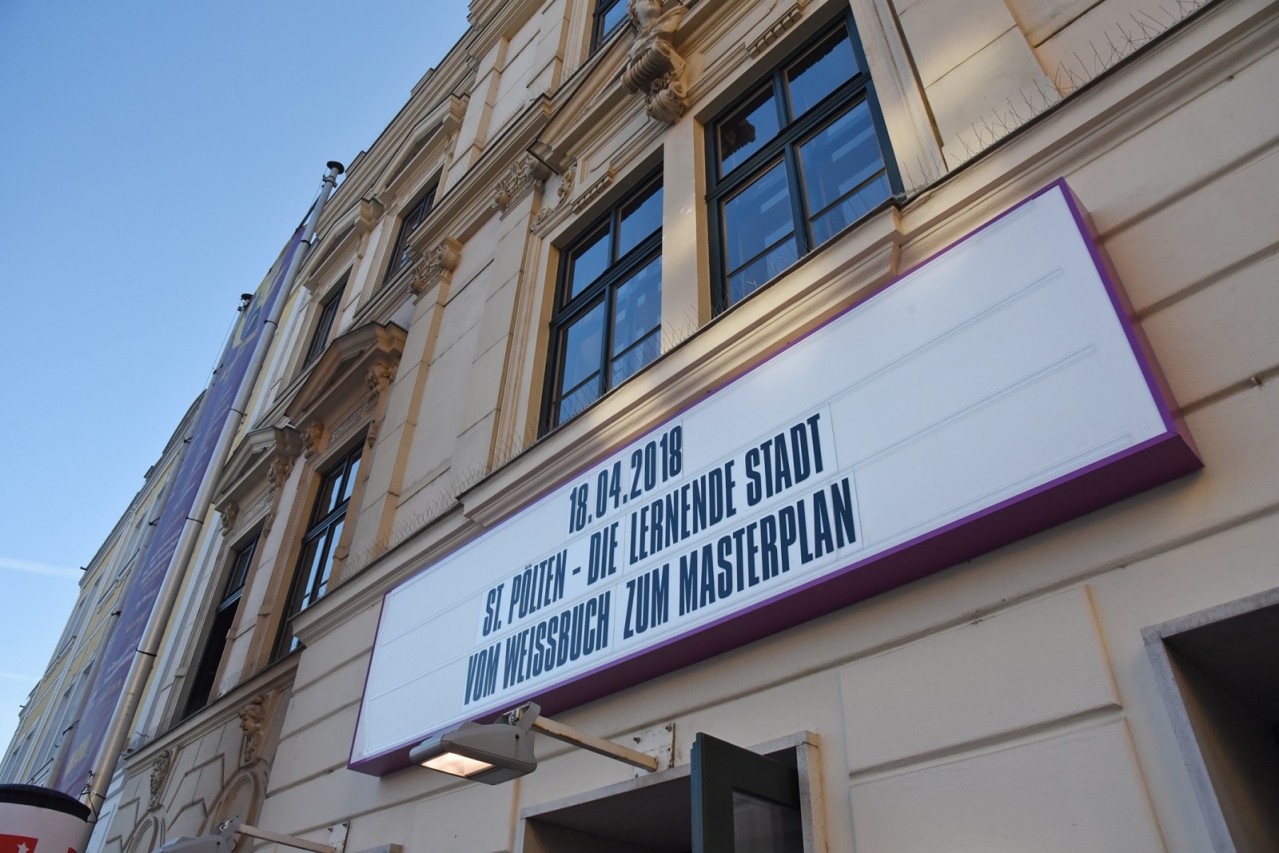 18.04.2018
ST. PÖLTEN - DIE LERNENDE STADT
VOM WEISSBUCH ZUM MASTERPLAN